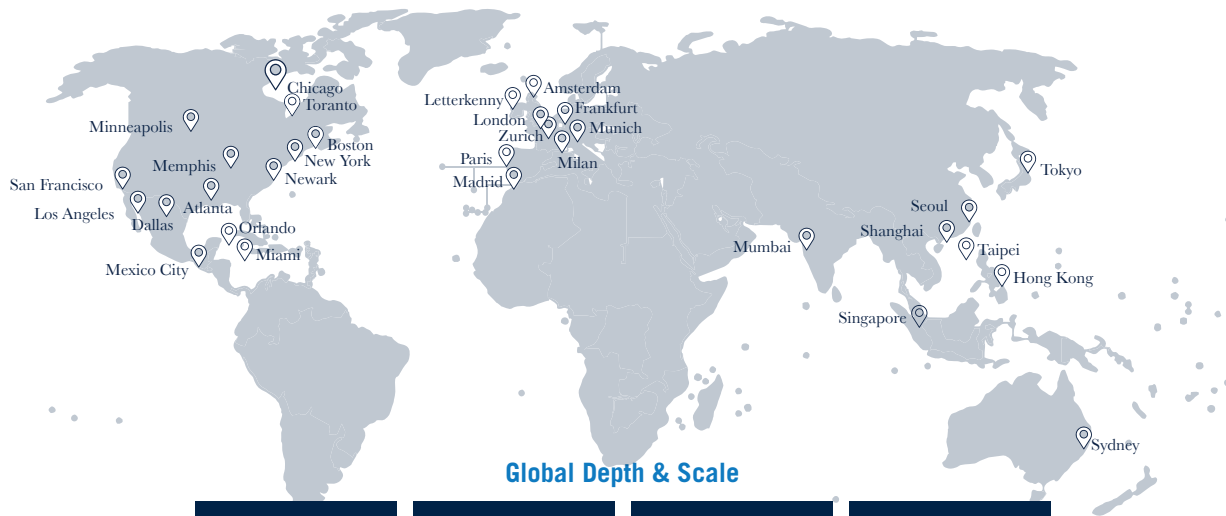 Chicago
Toranto
Minneapolis
Boston
New York
Memphis
Newark
San Francisco
Los Angeles
Atlanta
Dallas
Orlando
Miami
Mexico City
Amsterdam
Letterkenny
Frankfurt
London
Munich
Zurich
Milan
Paris
Madrid
Tokyo
Seoul
Shanghai
Mumbai
Taipei
Hong Kong
Singapore
Sydney
Global Depth & Scale